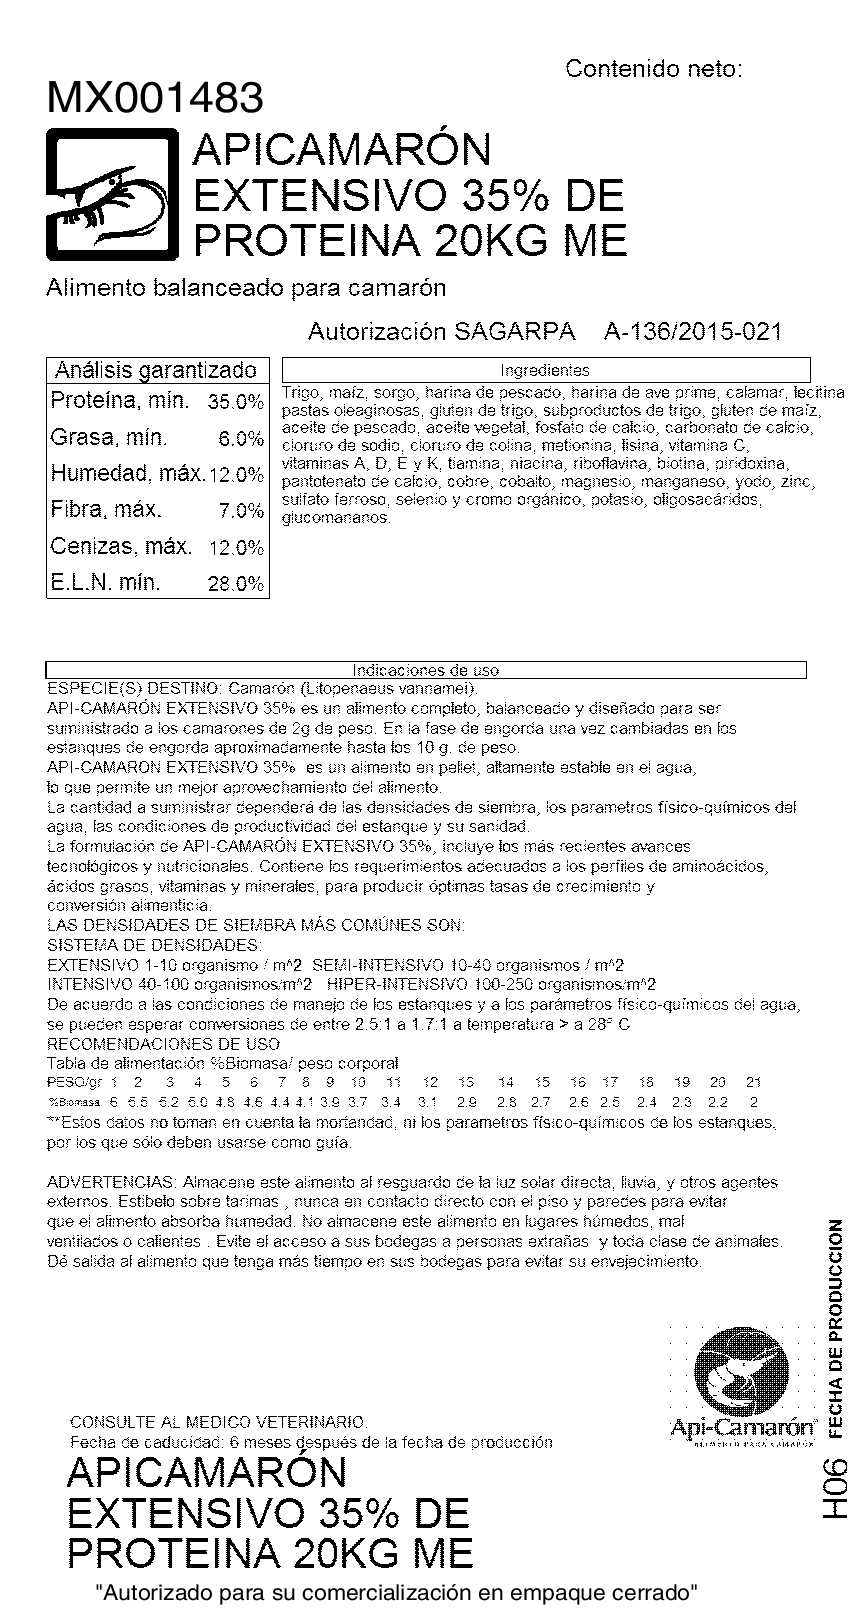 Contenido neto:
MX001483
APICAMARÓN
EXTENSIVO 35% DE
PROTEINA 20KG ME
Alimento balanceado para camarón
Autorización SAGARPA A-136/2015-021
Análisis garantizado
Proteína, mín. 35.0%
Grasa, mín. 6.0%
Humedad, máx. 12.0%
Fibra, máx. 7.0%
Cenizas, máx. 12.0%
E.L.N. mín. 28.0%
Ingredientes
Trigo, maíz, sorgo, harina de pescado, harina de ave prime, calamar, lecitina
pastas oleaginosas, gluten de trigo, subproductos de trigo, gluten de maíz,
aceite de pescado, aceite vegetal, fosfato de calcio, carbonato de calcio,
cloruro de sodio, cloruro de colina, metionina, lisina, vitamina C,
vitaminas A, D, E y K, tiamina, niacina, riboflavina, biotina, piridoxina,
pantotenato de calcio, cobre, cobalto, magnesio, manganeso, yodo, zinc,
sulfato ferroso, selenio y cromo orgánico, potasio, oligosacáridos,
glucomananos.
Indicaciones de uso
ESPECIE(S) DESTINO: Camarón (Litopenaeus vannamei).
API-CAMARÓN EXTENSIVO 35% es un alimento completo, balanceado y diseñado para ser
suministrado a los camarones de 2g de peso. En la fase de engorda una vez cambiadas en los
estanques de engorda aproximadamente hasta los 10 g. de peso.
API-CAMARON EXTENSIVO 35% es un alimento en pellet, altamente estable en el agua,
lo que permite un mejor aprovechamiento del alimento.
La cantidad a suministrar dependerá de las densidades de siembra, los parametros físico-químicos del
agua, las condiciones de productividad del estanque y su sanidad.
La formulación de API-CAMARÓN EXTENSIVO 35%, incluye los más recientes avances
tecnológicos y nutricionales. Contiene los requerimientos adecuados a los perfiles de aminoácidos,
ácidos grasos, vitaminas y minerales, para producir óptimas tasas de crecimiento y
conversión alimenticia.
LAS DENSIDADES DE SIEMBRA MÁS COMÚNES SON:
SISTEMA DE DENSIDADES:
EXTENSIVO 1-10 organismo / m^2 SEMI-INTENSIVO 10-40 organismos / m^2
INTENSIVO 40-100 organismos/m^2 HIPER-INTENSIVO 100-250 organismos/m^2
De acuerdo a las condiciones de manejo de los estanques y a los parámetros físico-químicos del agua,
se pueden esperar conversiones de entre 2.5:1 a 1.7:1 a temperatura > a 28° C
RECOMENDACIONES DE USO
Tabla de alimentación %Biomasa/ peso corporal
PESO/gr 1 2 3 4 5 6 7 8 9 10 11 12 13 14 15 16 17 18 19 20 21
%Biomasa 6 5.5 5.2 5.0 4.8 4.6 4.4 4.1 3.9 3.7 3.4 3.1 2.9 2.8 2.7 2.6 2.5 2.4 2.3 2.2 2
**Estos datos no toman en cuenta la mortandad, ni los parametros físico-químicos de los estanques,
por los que sólo deben usarse como guía.
ADVERTENCIAS: Almacene este alimento al resguardo de la luz solar directa, lluvia, y otros agentes
externos. Estibelo sobre tarimas , nunca en contacto directo con el piso y paredes para evitar
que el alimento absorba humedad. No almacene este alimento en lugares húmedos, mal
ventilados o calientes . Evite el acceso a sus bodegas a personas extrañas y toda clase de animales.
Dé salida al alimento que tenga más tiempo en sus bodegas para evitar su envejecimiento.
FECHA DE PRODUCCION
H06
Api-Camarón®
ALIMENTO PARA CAMARÓN
CONSULTE AL MEDICO VETERINARIO.
Fecha de caducidad: 6 meses después de la fecha de producción
APICAMARÓN
EXTENSIVO 35% DE
PROTEINA 20KG ME
"Autorizado para su comercialización en empaque cerrado"